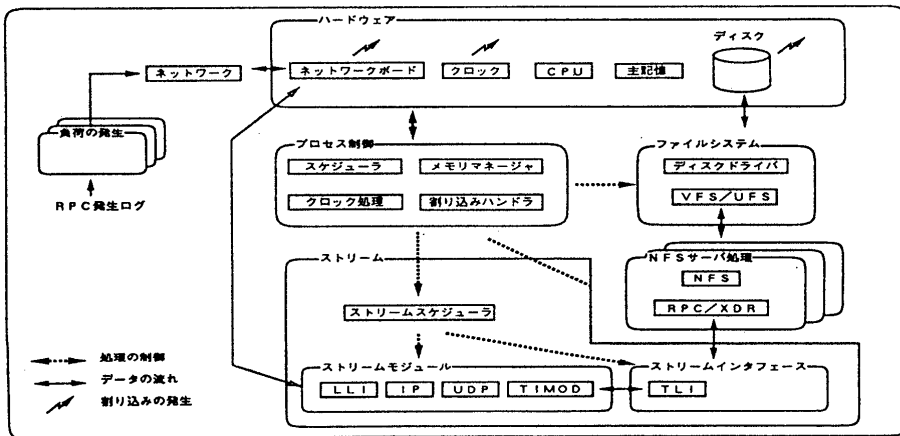 ハードウェア
ディスク
ネットワーク
ネットワークボード
クロック
CPU
主記憶
負荷の発生
RPC発生ログ
プロセス制御
スケジューラ
メモリマネージャ
クロック処理
割り込みハンドラ
ファイルシステム
ディスクドライバ
VFS/UFS
ストリーム
NFSサーバ処理
NFS
RPC/XDR
ストリームスケジューラ
処理の制御
データの流れ
割り込みの発生
ストリームモジュール
LLI
IP
UDP
TIMOD
ストリームインタフェース
TLI